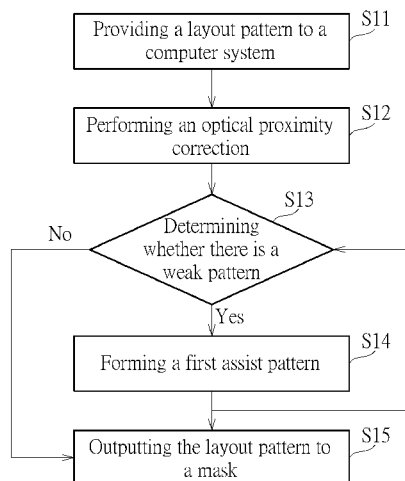 S11
Providing a layout pattern to a
computer system
S12
Performing an optical proximity
correction
S13
Determining
whether there is a
weak pattern
No
Yes
S14
Forming a first assist pattern
S15
Outputting the layout pattern to
a mask